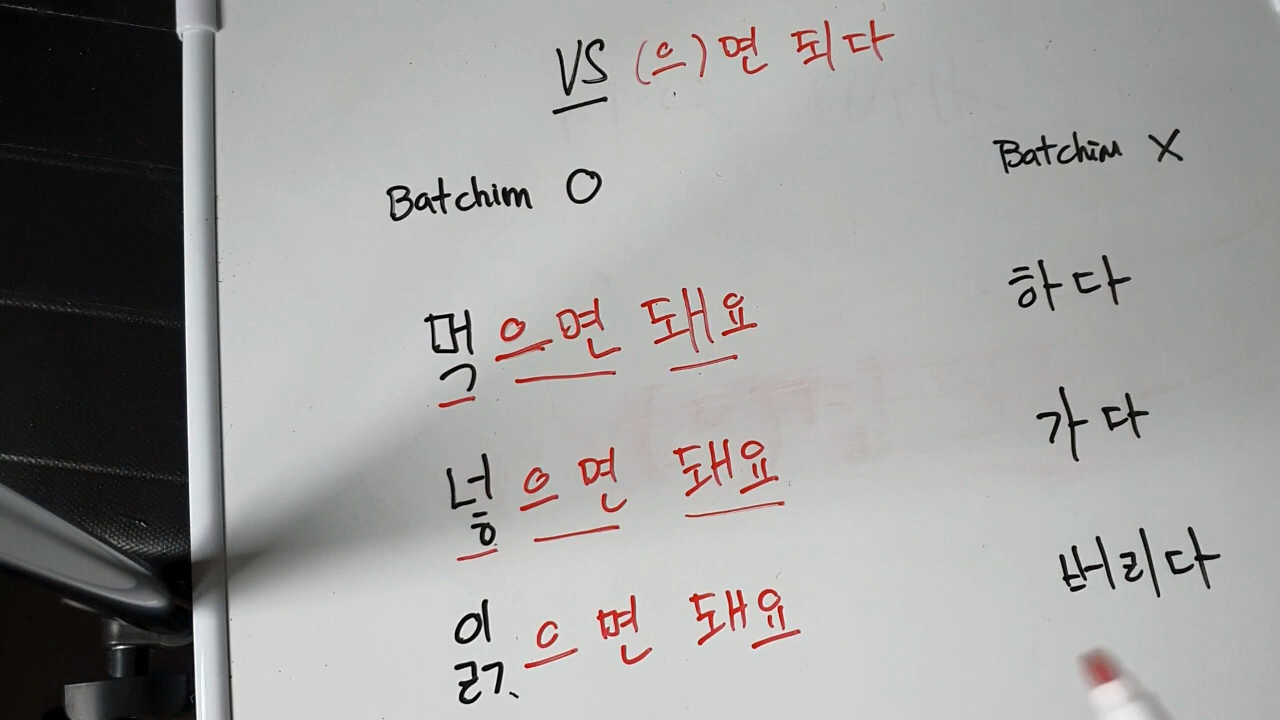 VS (으)면 되다
Batchim O
Batchim X
먹으면 돼요
넣으면 돼요
읽으면 돼요
하다
가다
버리다